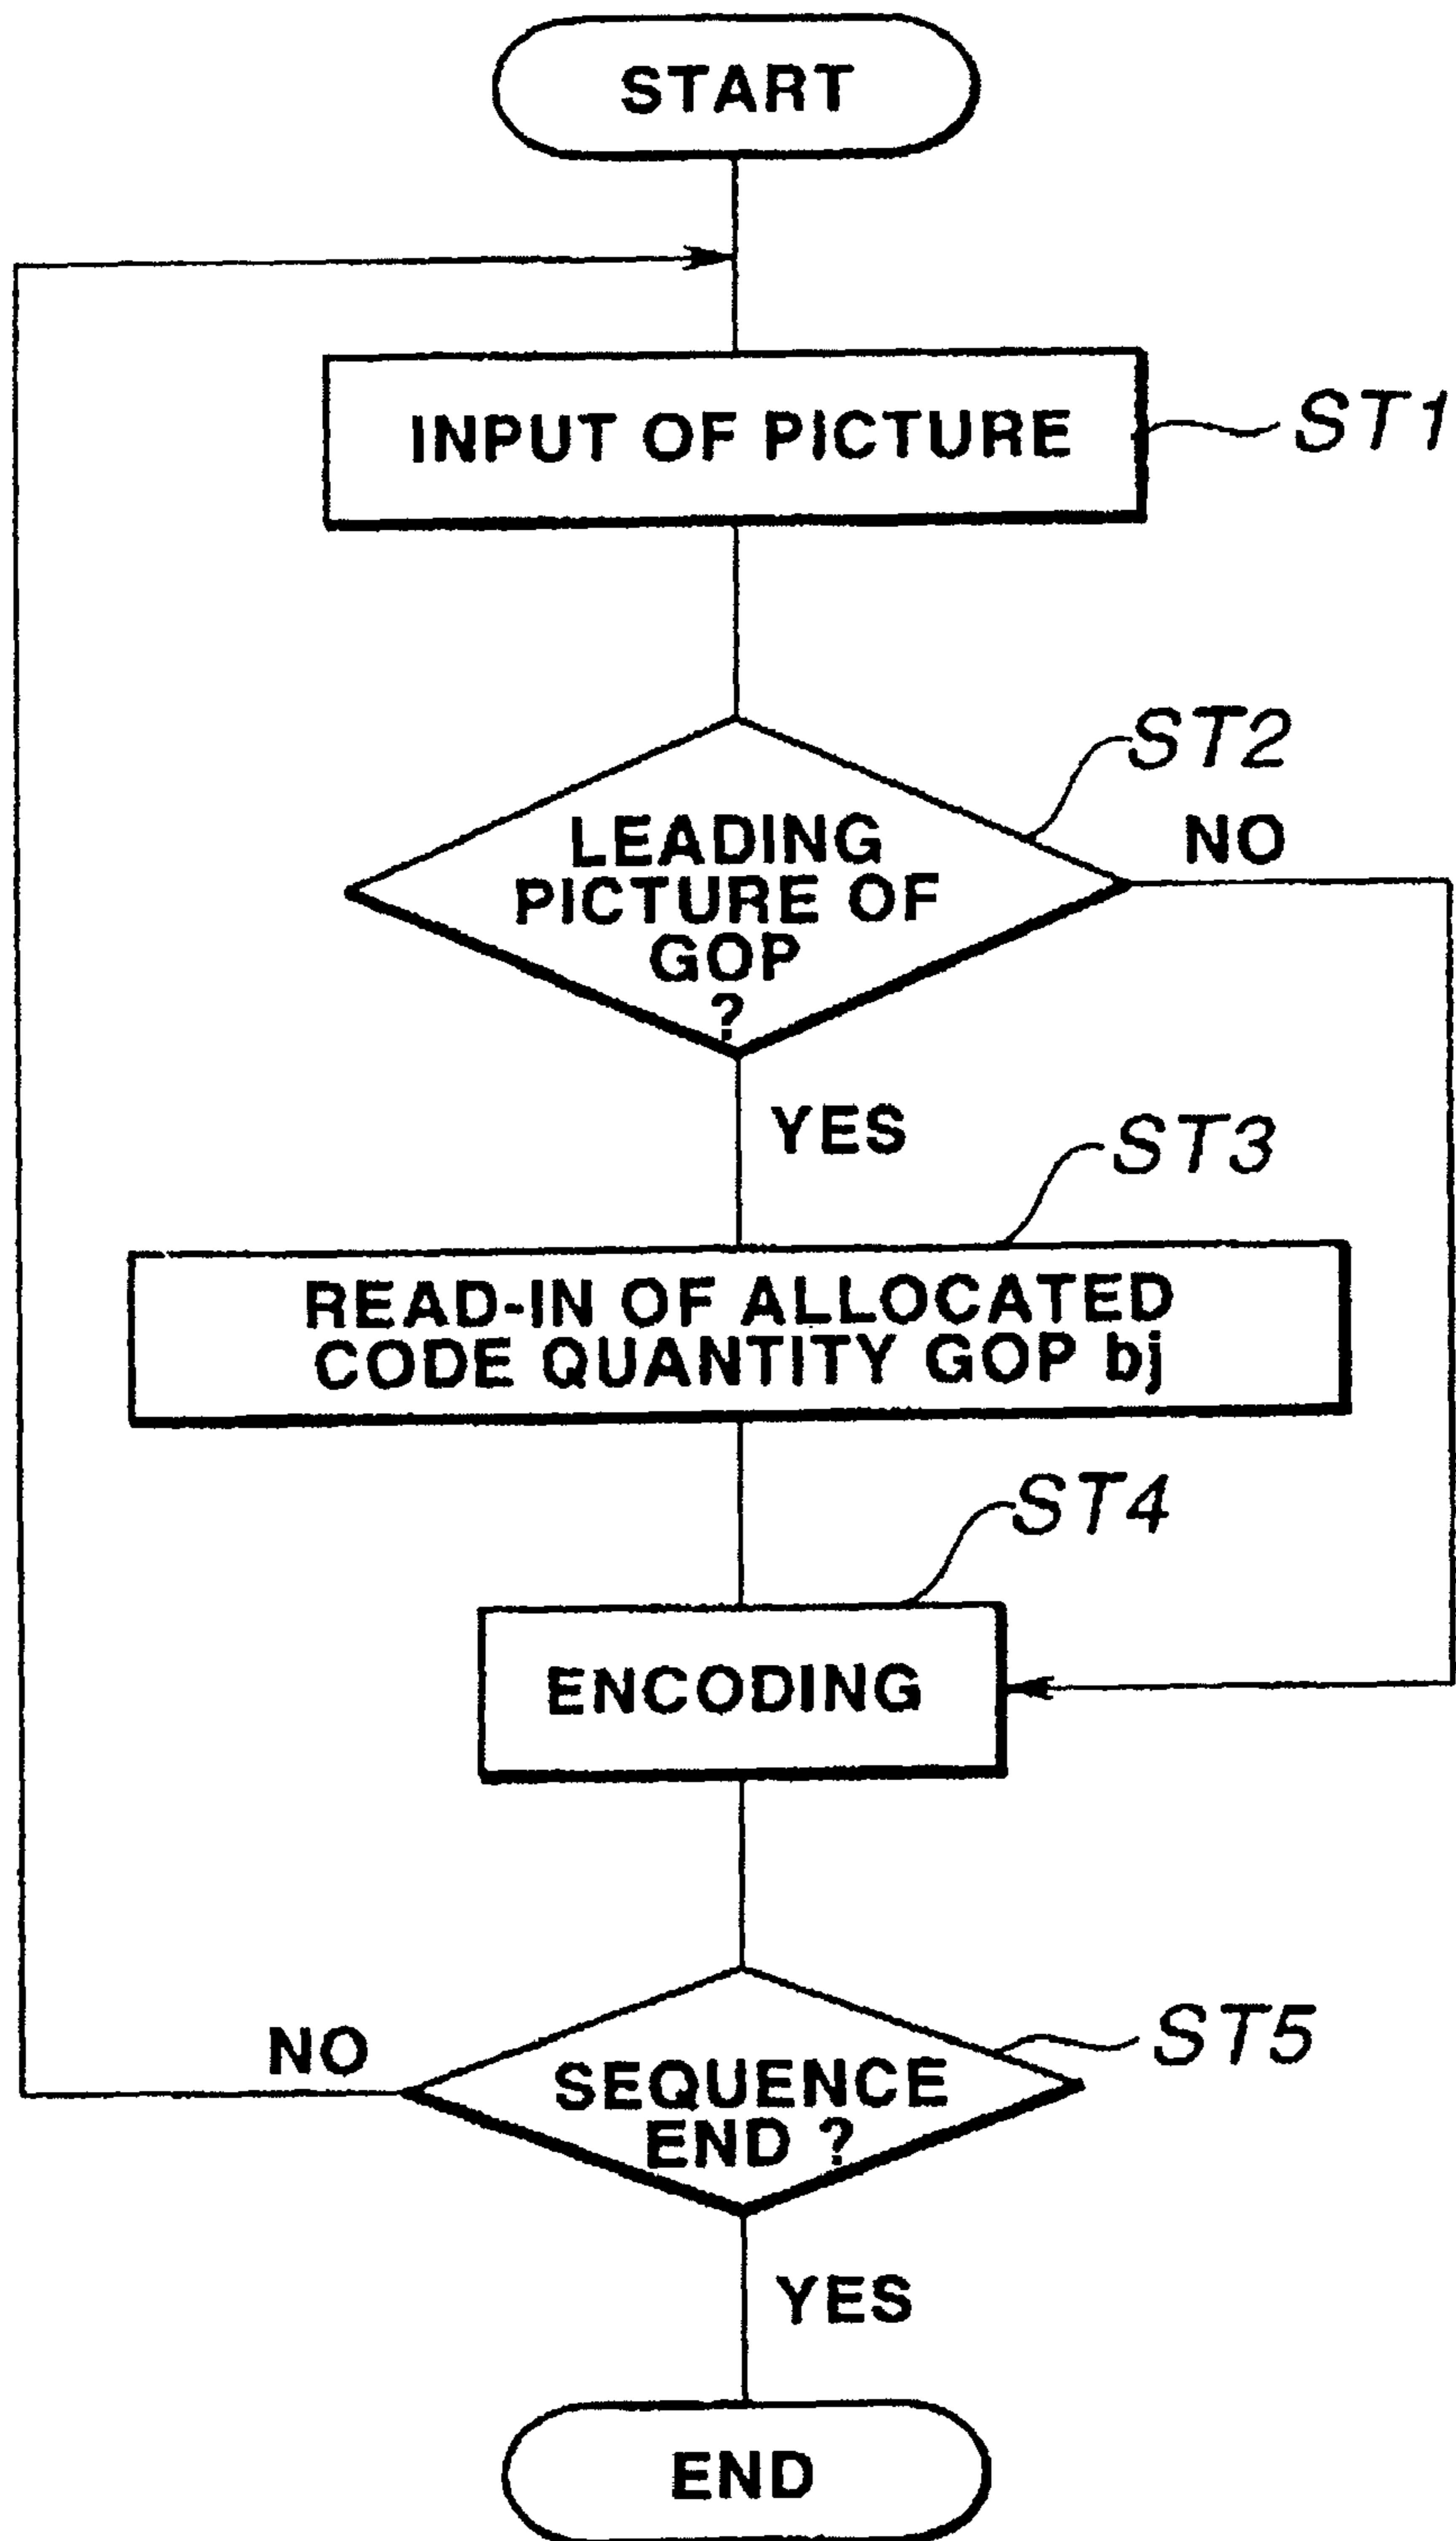 START
INPUT OF PICTURE
ST1
ST2
LEADING
PICTURE OF
GOP
?
NO
YES
ST3
READ-IN OF ALLOCATED
CODE QUANTITY GOP bj
ST4
ENCODING
NO
SEQUENCE
END ?
ST5
YES
END